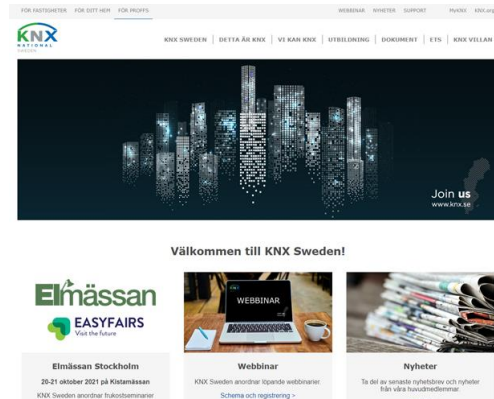 FÖR FASTIGHETER FÖR DITT HEM FÖR PROFFS WEBBINAR NYHETER SUPPORT MyKNX KNX.org
KNX
NATIONAL
SWEDEN
KNX SWEDEN DETTA ÄR KNX VI KAN KNX UTBILDNING DOKUMENT ETS KNX VILLAN
Join us
www.knx.se
Välkommen till KNX Sweden!
Elmässan
EASYFAIRS
Visit the future
KNX
WEBBINAR
Elmässan Stockholm
20-21 oktober 2021 på Kistamässan
KNX Sweden anordnar frukostseminarier
Webbinar
KNX Sweden anordnar löpande webbinarier.
Schema och registrering >
Nyheter
Ta del av senaste nyhetsbrev och nyheter
från våra huvudmedlemmar.